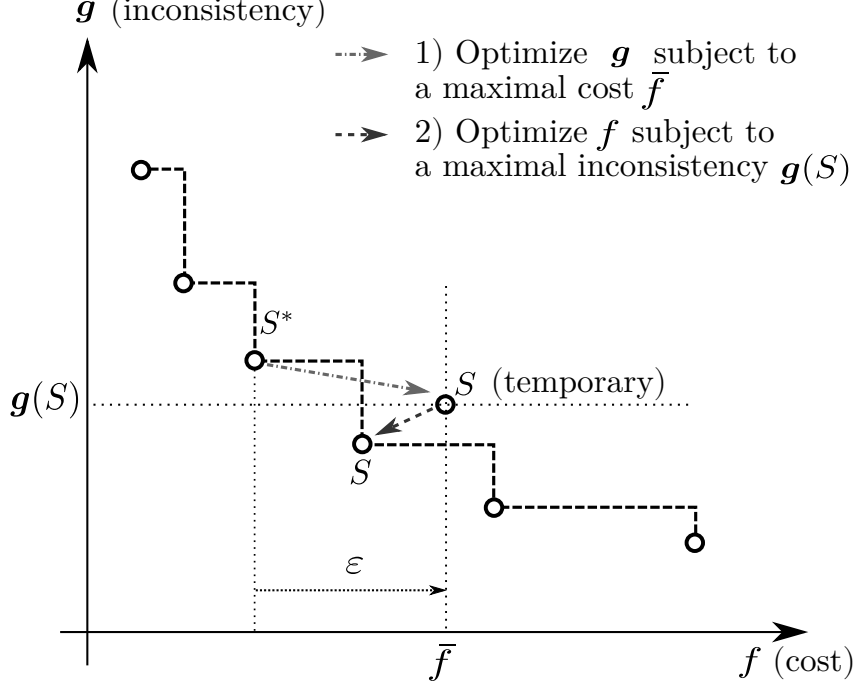 g (inconsistency)
1) Optimize g subject to
a maximal cost f̄
2) Optimize f subject to
a maximal inconsistency g(S)
S*
S (temporary)
g(S)
S
ε
f̄
f (cost)